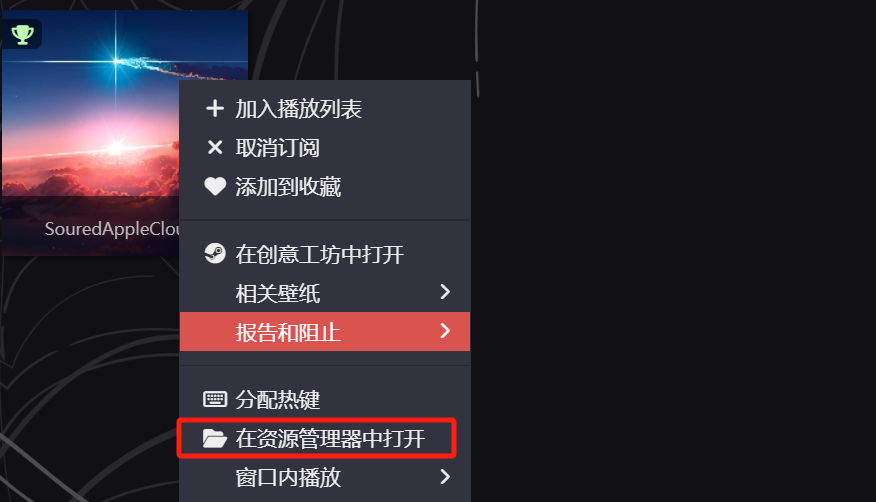 SouredAppleClou
加入播放列表
取消订阅
添加到收藏
在创意工坊中打开
相关壁纸
报告和阻止
分配热键
在资源管理器中打开
窗口内播放